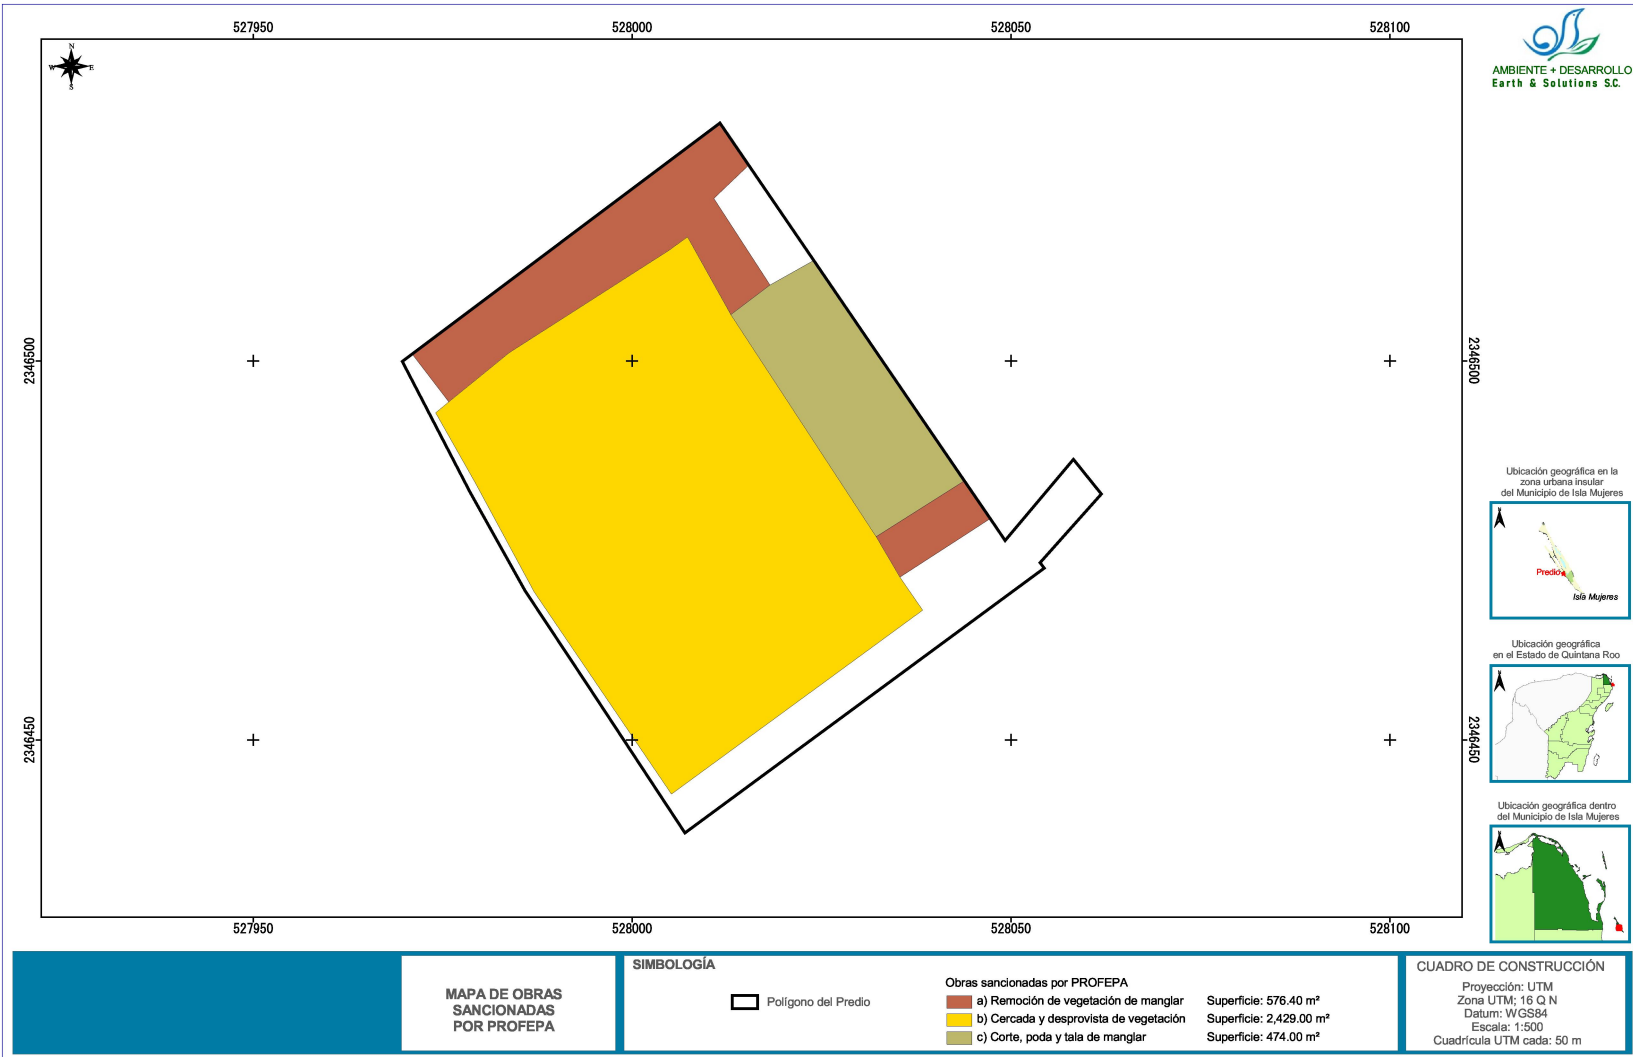 527950
528000
528050
528100
N
W
E
S
AMBIENTE + DESARROLLO
Earth & Solutions S.C.
2346500
2346500
Ubicación geográfica en la
zona urbana insular
del Municipio de Isla Mujeres
Predio
Isla Mujeres
Ubicación geográfica
en el Estado de Quintana Roo
2346450
2346450
Ubicación geográfica dentro
del Municipio de Isla Mujeres
527950
528000
528050
528100
MAPA DE OBRAS
SANCIONADAS
POR PROFEPA
SIMBOLOGÍA
Polígono del Predio
Obras sancionadas por PROFEPA
a) Remoción de vegetación de manglar Superficie: 576.40 m²
b) Cercada y desprovista de vegetación Superficie: 2,429.00 m²
c) Corte, poda y tala de manglar Superficie: 474.00 m²
CUADRO DE CONSTRUCCIÓN
Proyección: UTM
Zona UTM; 16 Q N
Datum: WGS84
Escala: 1:500
Cuadrícula UTM cada: 50 m